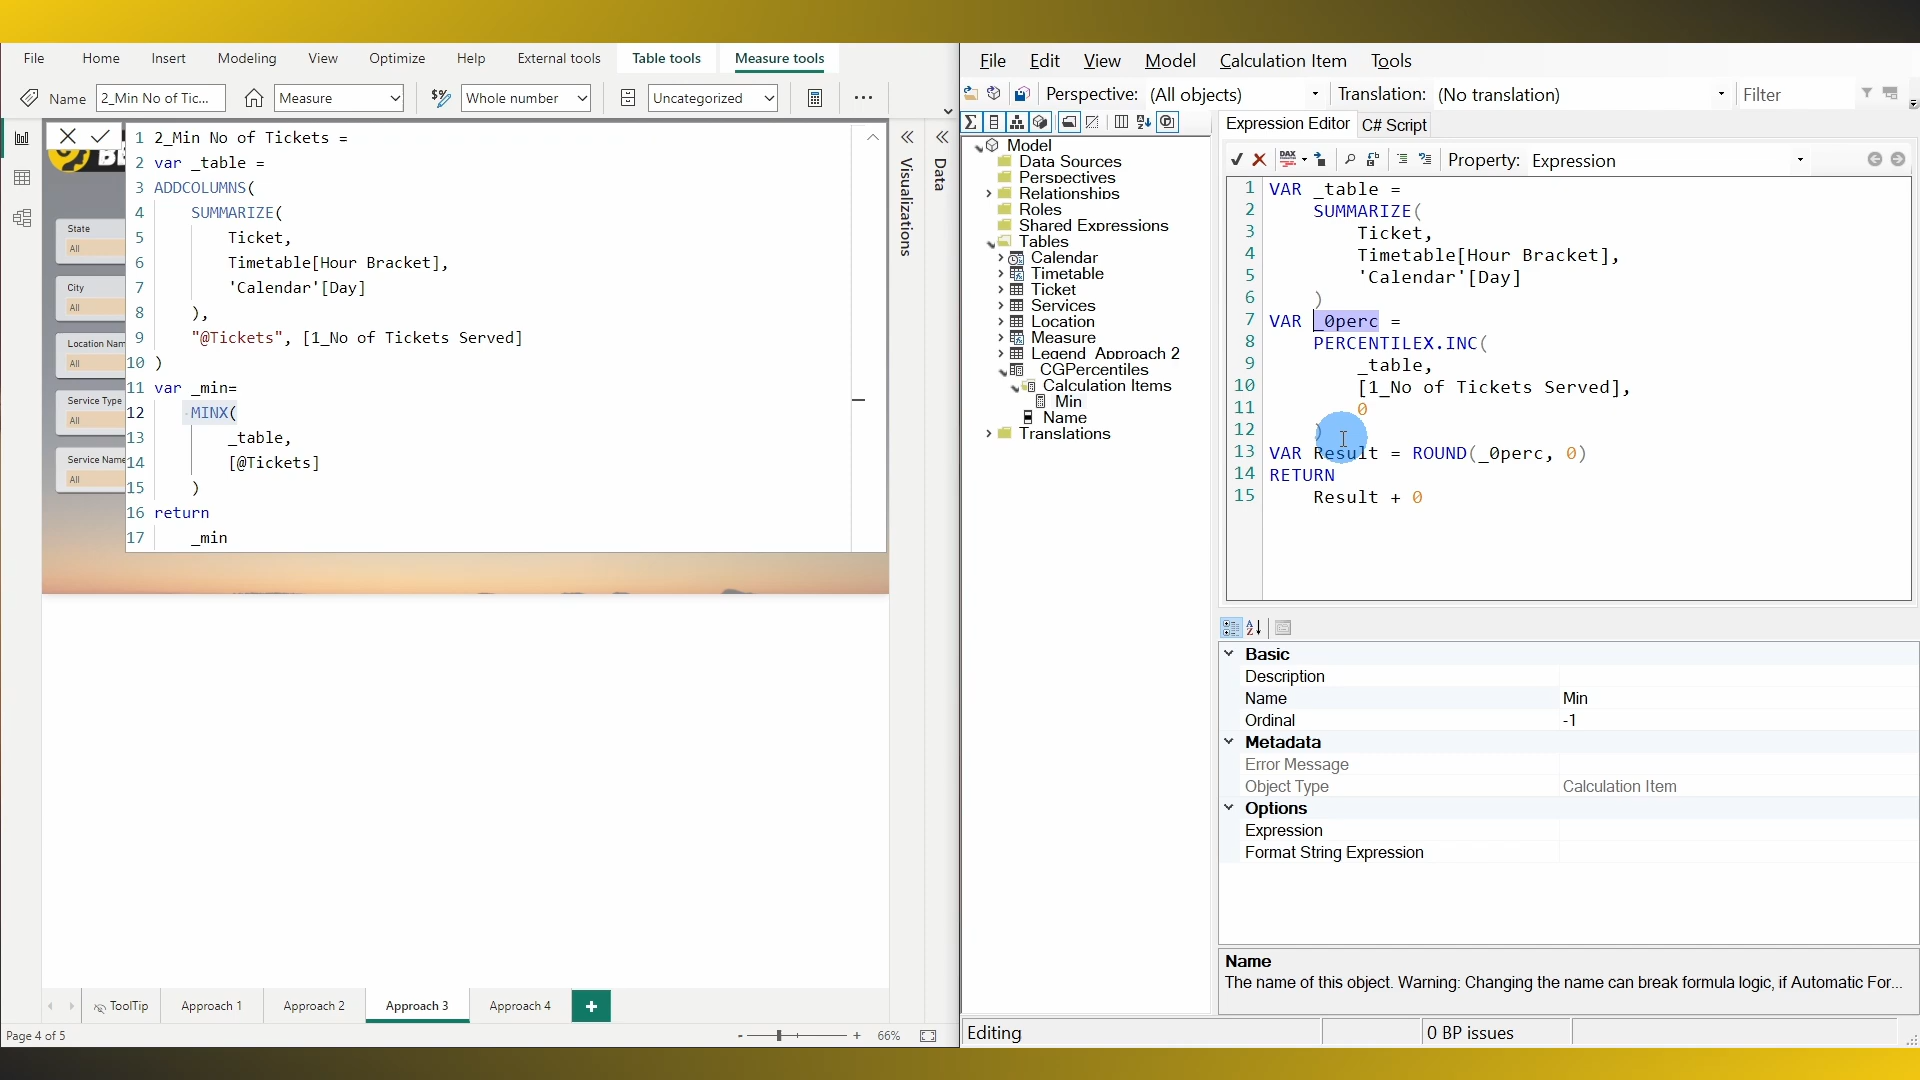 File Home Insert Modeling View Optimize Help External tools Table tools Measure tools
Name 2_Min No of Tic... Measure Whole number Uncategorized ...
1 2_Min No of Tickets =
2 var _table =
3 ADDCOLUMNS(
4 SUMMARIZE(
5 Ticket,
6 Timetable[Hour Bracket],
7 'Calendar'[Day]
8 ),
9 "@Tickets", [1_No of Tickets Served]
10 )
11 var _min=
12 MINX(
13 _table,
14 [@Tickets]
15 )
16 return
17 _min
State
All
City
All
Location Nam
All
Service Type
All
Service Name
All
Visualizations
Data
ToolTip Approach 1 Approach 2 Approach 3 Approach 4 +
Page 4 of 5 - + 66%
File Edit View Model Calculation Item Tools
Perspective: (All objects) Translation: (No translation) Filter
Model
Data Sources
Perspectives
Relationships
Roles
Shared Expressions
Tables
Calendar
Timetable
Ticket
Services
Location
Measure
Legend Approach 2
CGPercentiles
Calculation Items
Min
Name
Translations
Expression Editor C# Script
DAX Property: Expression
1 VAR _table =
2 SUMMARIZE(
3 Ticket,
4 Timetable[Hour Bracket],
5 'Calendar'[Day]
6 )
7 VAR _0perc =
8 PERCENTILEX.INC(
9 _table,
10 [1_No of Tickets Served],
11 0
12 )
13 VAR Result = ROUND(_0perc, 0)
14 RETURN
15 Result + 0
Basic
Description
Name Min
Ordinal -1
Metadata
Error Message
Object Type Calculation Item
Options
Expression
Format String Expression
Name
The name of this object. Warning: Changing the name can break formula logic, if Automatic For...
Editing 0 BP issues